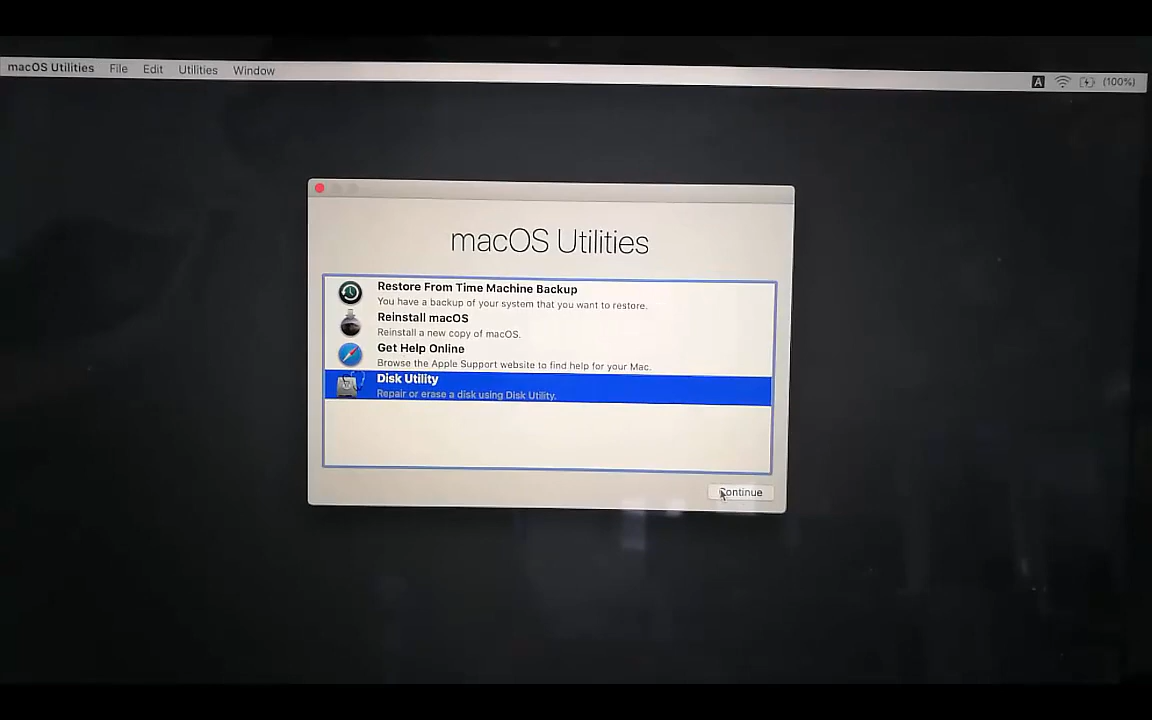 macOS Utilities File Edit Utilities Window A (100%)
macOS Utilities
Restore From Time Machine Backup
You have a backup of your system that you want to restore.
Reinstall macOS
Reinstall a new copy of macOS.
Get Help Online
Browse the Apple Support website to find help for your Mac.
Disk Utility
Repair or erase a disk using Disk Utility.
Continue